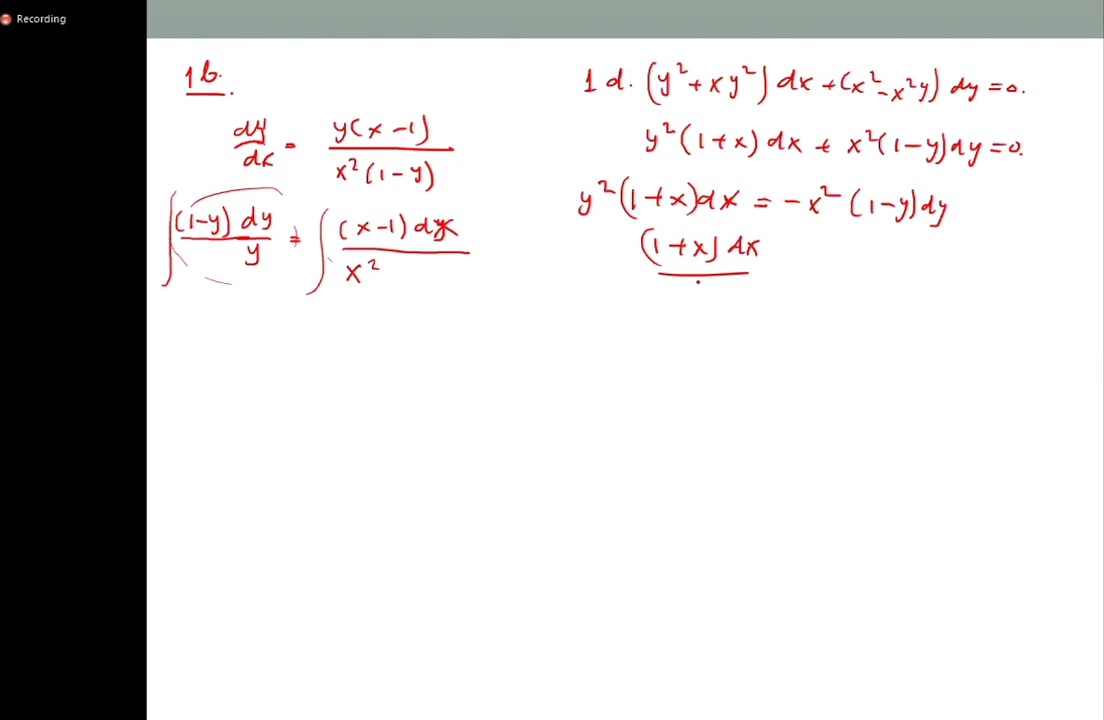 Recording
1b.
dy/dx = y(x-1)/x²(1-y)
∫(1-y) dy/y = ∫(x-1) dx/x²
1d. (y²+xy²) dx+(x²-x²y) dy=0.
y²(1+x) dx + x²(1-y)dy=0.
y²(1+x)dx = -x²(1-y)dy
(1+x) dx